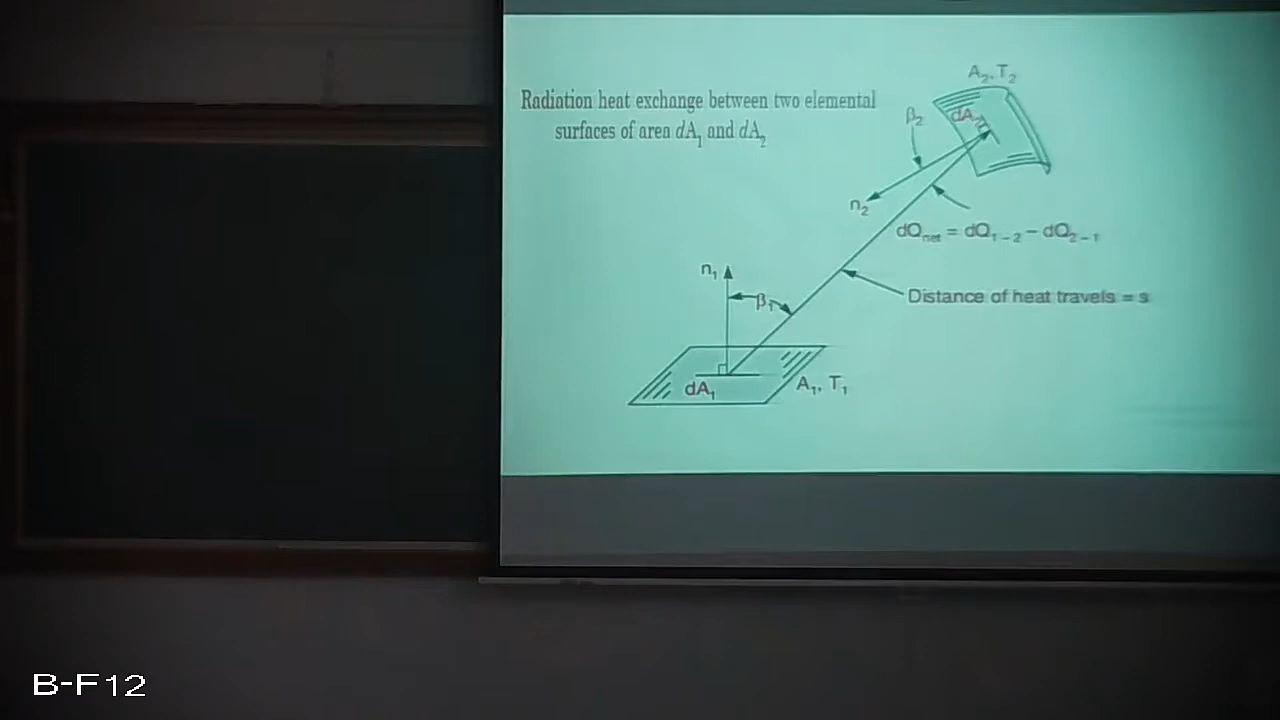 Radiation heat exchange between two elemental
surfaces of area dA₁ and dA₂
A₂, T₂
β₂
dA₂
n₂
dQnet = dQ₁₋₂ − dQ₂₋₁
n₁
β₁
Distance of heat travels = s
dA₁
A₁, T₁
B-F12